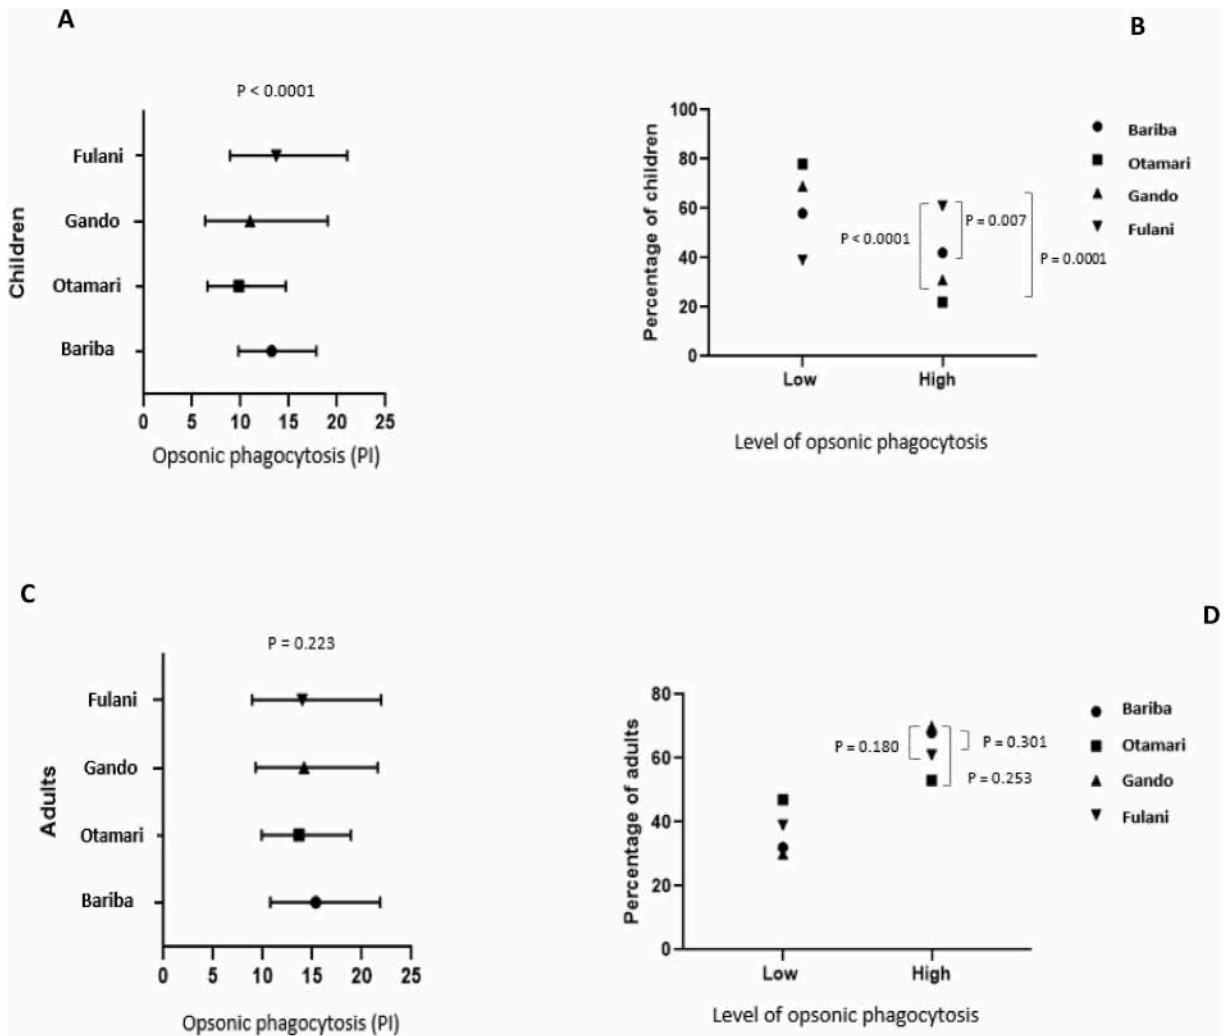 A
P < 0.0001
Children
Fulani
Gando
Otamari
Bariba
0 5 10 15 20 25
Opsonic phagocytosis (PI)
B
Percentage of children
100
80
60
40
20
0
P < 0.0001
P = 0.007
P = 0.0001
Low High
Level of opsonic phagocytosis
Bariba
Otamari
Gando
Fulani
C
P = 0.223
Adults
Fulani
Gando
Otamari
Bariba
0 5 10 15 20 25
Opsonic phagocytosis (PI)
D
Percentage of adults
80
60
40
20
0
P = 0.180
P = 0.301
P = 0.253
Low High
Level of opsonic phagocytosis
Bariba
Otamari
Gando
Fulani